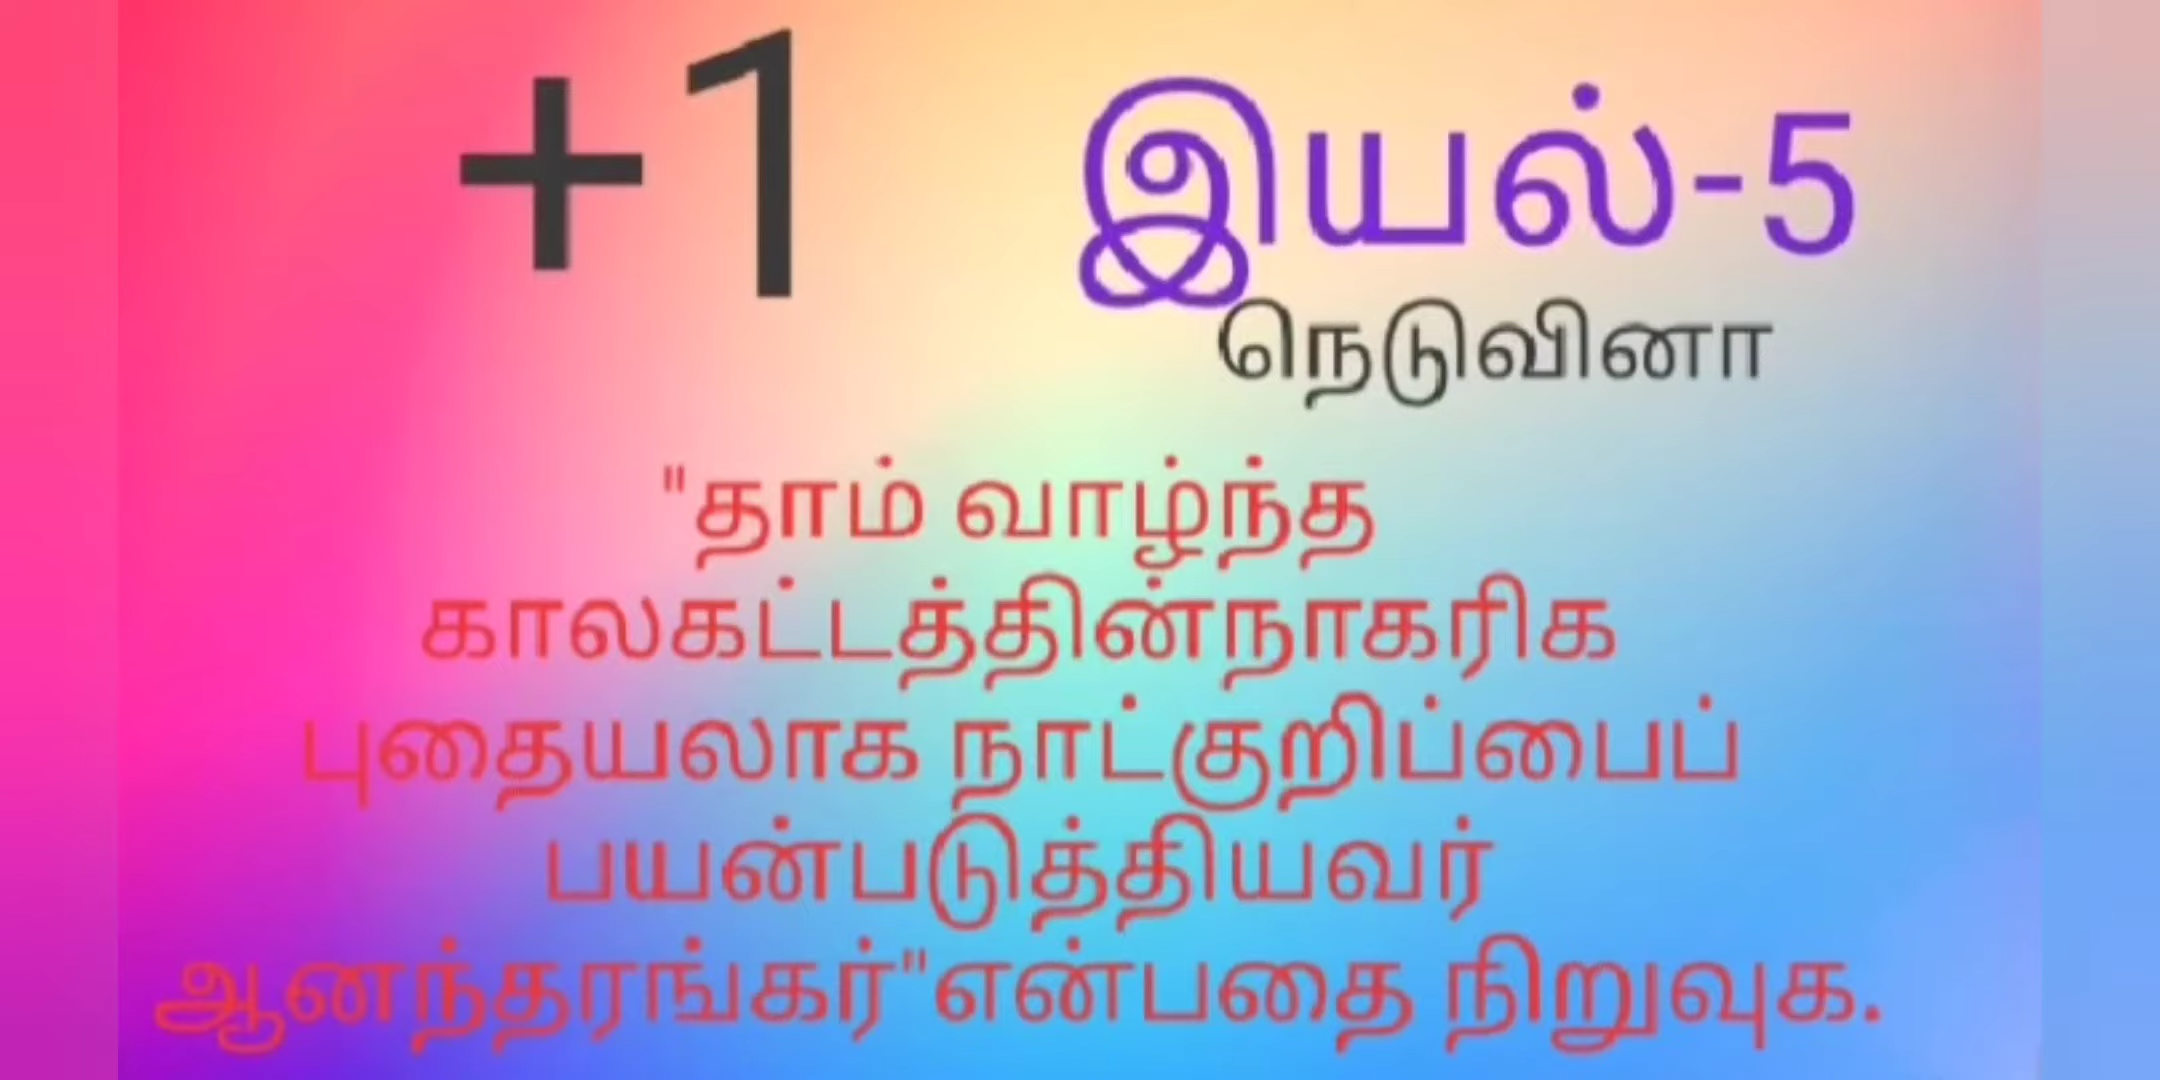 +1 இயல்-5
நெடுவினா
"தாம் வாழ்ந்த
காலகட்டத்தின்நாகரிக
புதையலாக நாட்குறிப்பைப்
பயன்படுத்தியவர்
ஆனந்தரங்கர்"என்பதை நிறுவுக.